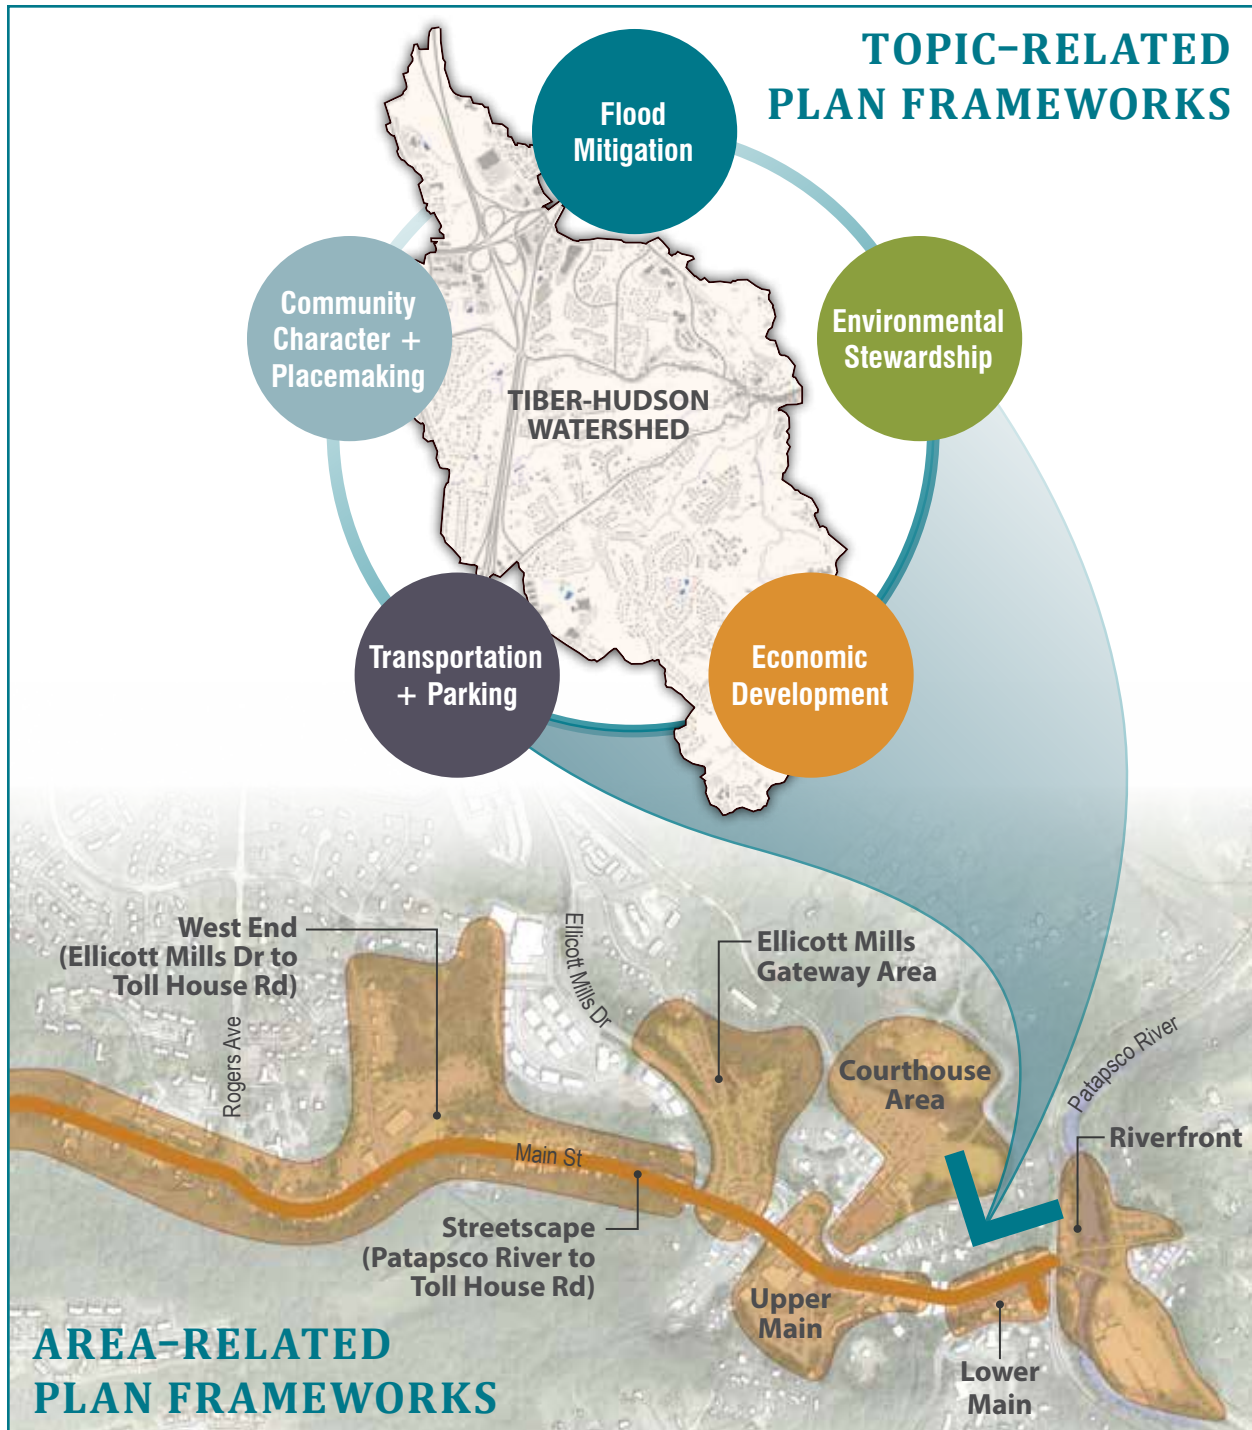 TOPIC–RELATED
PLAN FRAMEWORKS
Flood
Mitigation
Community
Character +
Placemaking
Environmental
Stewardship
TIBER-HUDSON
WATERSHED
Transportation
+ Parking
Economic
Development
West End
(Ellicott Mills Dr to
Toll House Rd)
Ellicott Mills Dr
Ellicott Mills
Gateway Area
Rogers Ave
Courthouse
Area
Patapsco River
Riverfront
Main St
Streetscape
(Patapsco River to
Toll House Rd)
Upper
Main
Lower
Main
AREA–RELATED
PLAN FRAMEWORKS